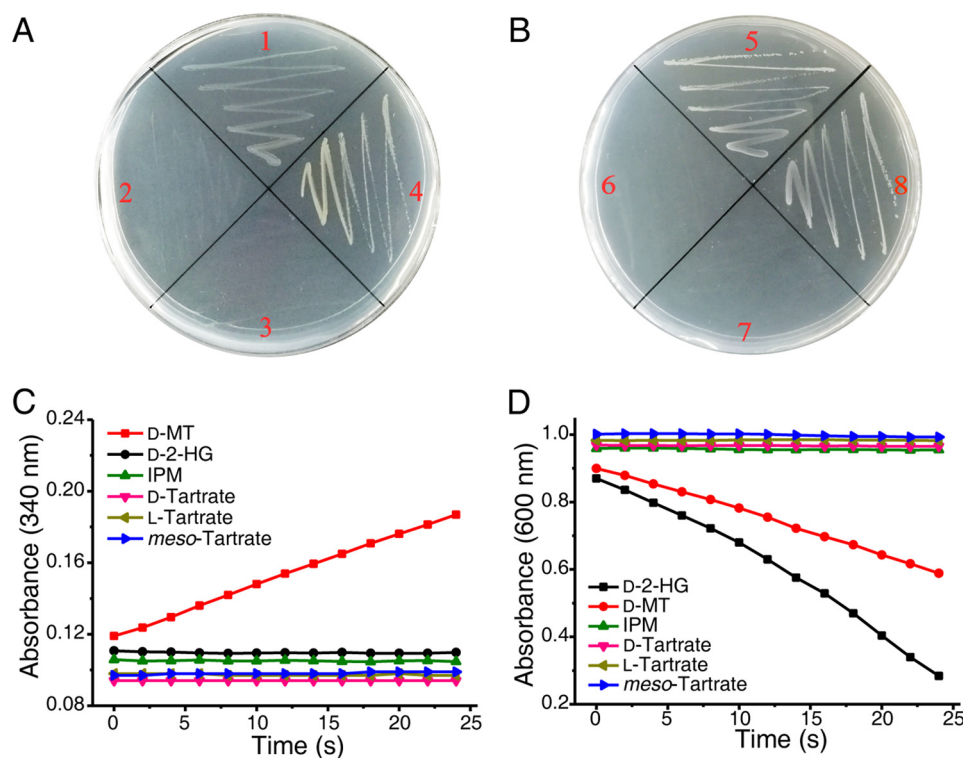 A
1
2
3
4
B
5
6
7
8
C
Absorbance (340 nm)
0.24
0.20
0.16
0.12
0.08
D-MT
D-2-HG
IPM
D-Tartrate
L-Tartrate
meso-Tartrate
0 5 10 15 20 25
Time (s)
D
Absorbance (600 nm)
1.0
0.8
0.6
0.4
0.2
D-2-HG
D-MT
IPM
D-Tartrate
L-Tartrate
meso-Tartrate
0 5 10 15 20 25
Time (s)